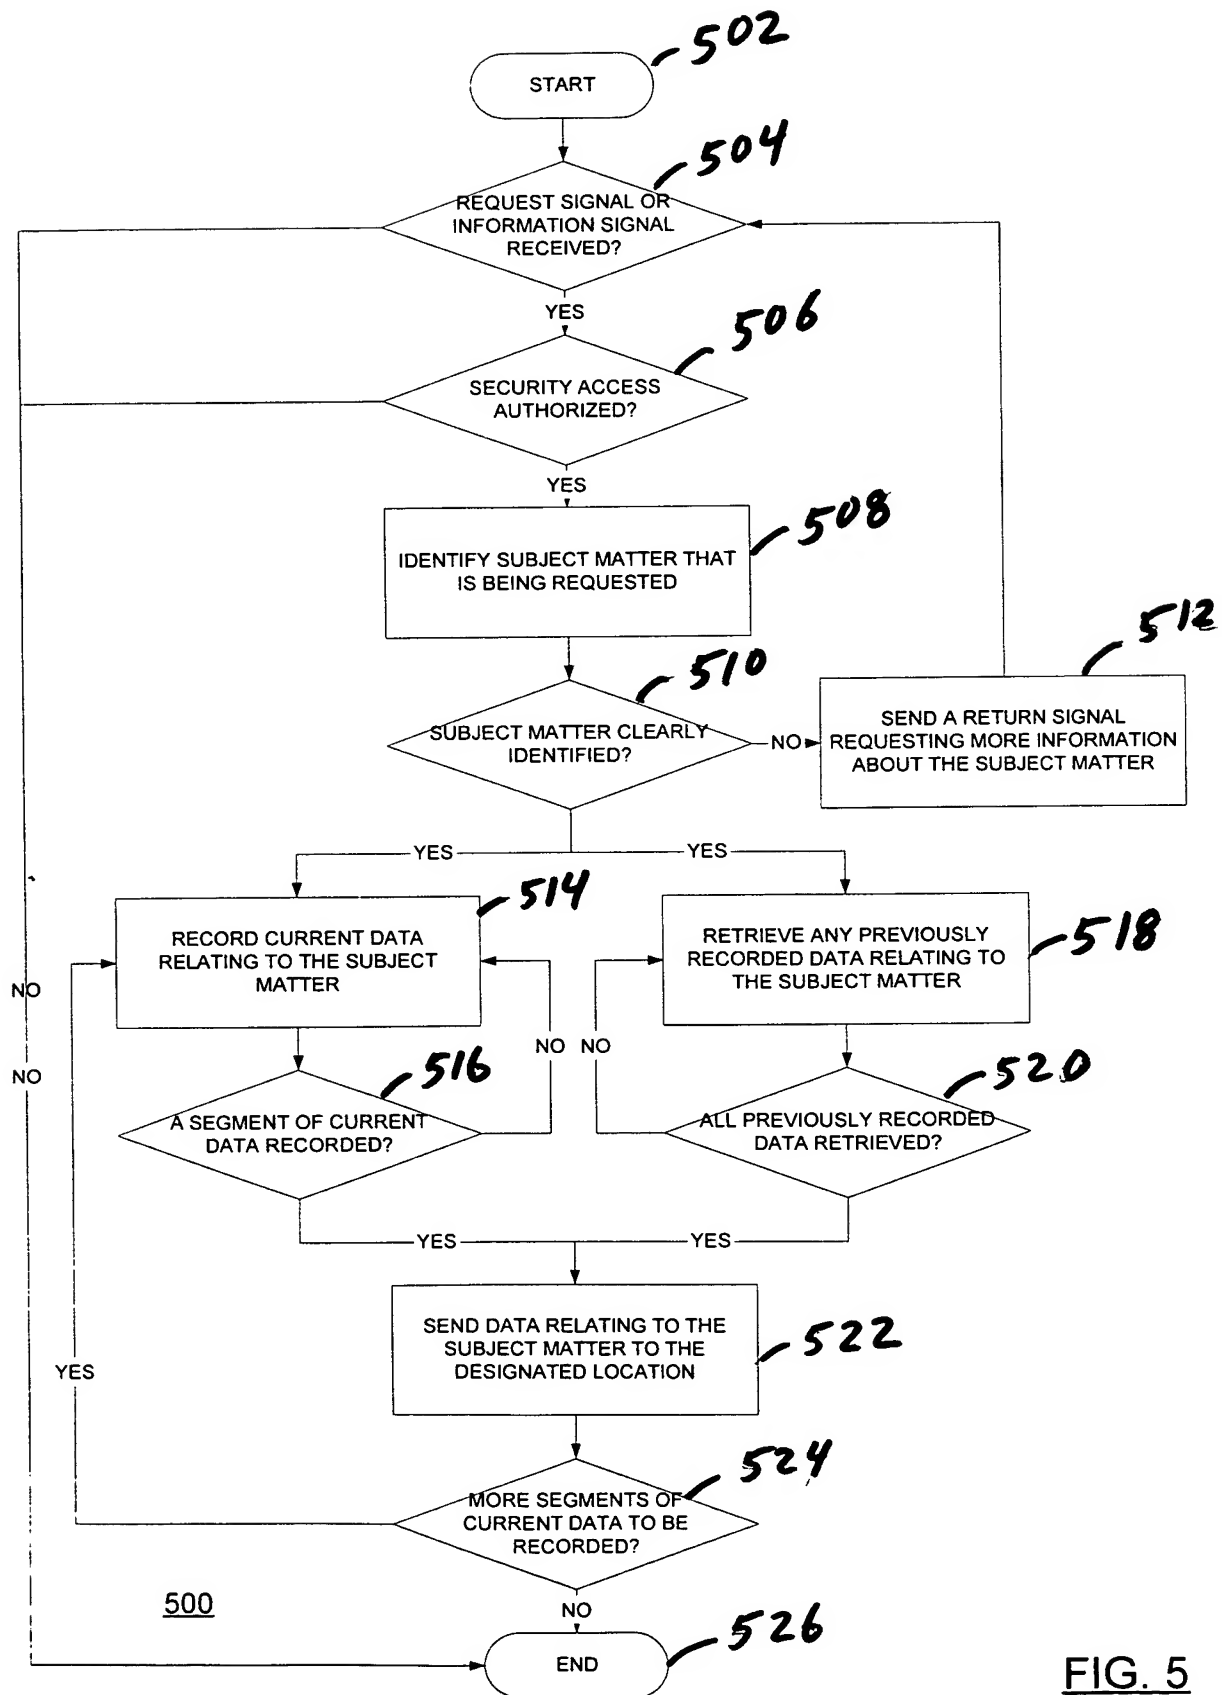 502
START
504
REQUEST SIGNAL OR
INFORMATION SIGNAL
RECEIVED?
YES
506
SECURITY ACCESS
AUTHORIZED?
YES
508
IDENTIFY SUBJECT MATTER THAT
IS BEING REQUESTED
510
SUBJECT MATTER CLEARLY
IDENTIFIED?
NO
512
SEND A RETURN SIGNAL
REQUESTING MORE INFORMATION
ABOUT THE SUBJECT MATTER
YES
YES
514
RECORD CURRENT DATA
RELATING TO THE SUBJECT
MATTER
518
RETRIEVE ANY PREVIOUSLY
RECORDED DATA RELATING TO
THE SUBJECT MATTER
NO
NO
NO
NO
516
A SEGMENT OF CURRENT
DATA RECORDED?
520
ALL PREVIOUSLY RECORDED
DATA RETRIEVED?
YES
YES
SEND DATA RELATING TO THE
SUBJECT MATTER TO THE
DESIGNATED LOCATION
522
YES
524
MORE SEGMENTS OF
CURRENT DATA TO BE
RECORDED?
500
NO
526
END
FIG. 5